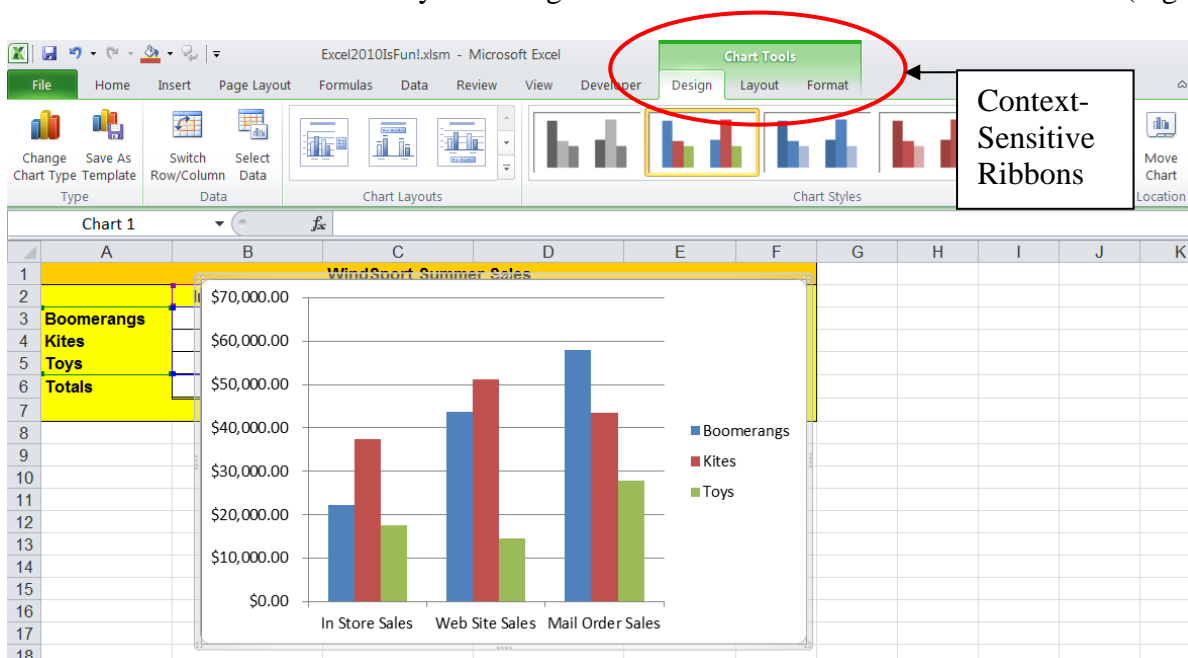 Excel2010IsFun!.xlsm - Microsoft Excel
Chart Tools
File Home Insert Page Layout Formulas Data Review View Developer Design Layout Format
Context-
Sensitive
Ribbons
Change
Chart Type
Save As
Template
Switch
Row/Column
Select
Data
Move
Chart
Type Data Chart Layouts Chart Styles Location
Chart 1 fx
A B C D E F G H I J K
1 WindSport Summer Sales
2
3 Boomerangs
4 Kites
5 Toys
6 Totals
7
8
9
10
11
12
13
14
15
16
17
18
$70,000.00
$60,000.00
$50,000.00
$40,000.00
$30,000.00
$20,000.00
$10,000.00
$0.00
In Store Sales Web Site Sales Mail Order Sales
Boomerangs
Kites
Toys